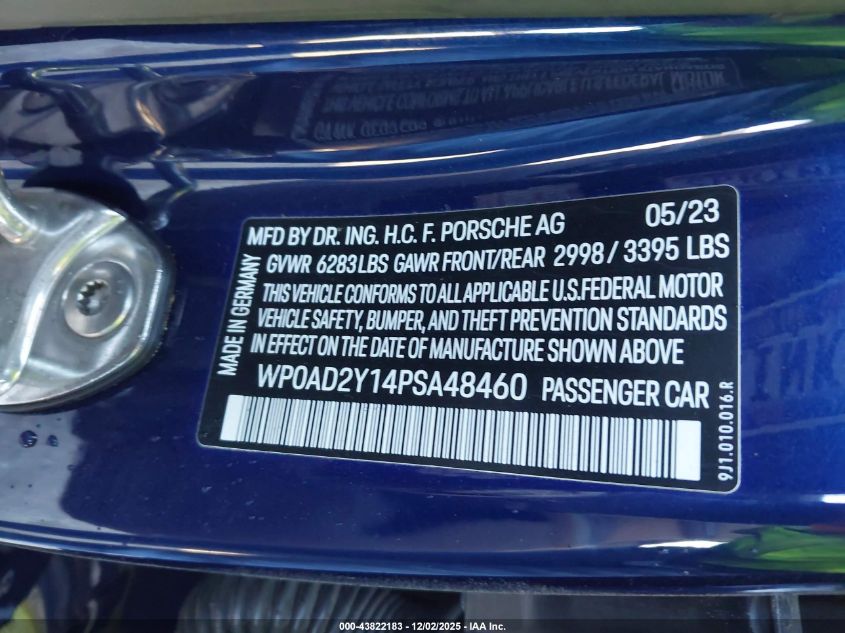 MFD BY DR. ING. H.C. F. PORSCHE AG 05/23
GVWR 6283 LBS GAWR FRONT/REAR 2998 / 3395 LBS
THIS VEHICLE CONFORMS TO ALL APPLICABLE U.S. FEDERAL MOTOR
VEHICLE SAFETY, BUMPER, AND THEFT PREVENTION STANDARDS
IN EFFECT ON THE DATE OF MANUFACTURE SHOWN ABOVE
WP0AD2Y14PSA48460 PASSENGER CAR
MADE IN GERMANY
9J1.010.016.R
000-43822183 - 12/02/2025 - IAA Inc.